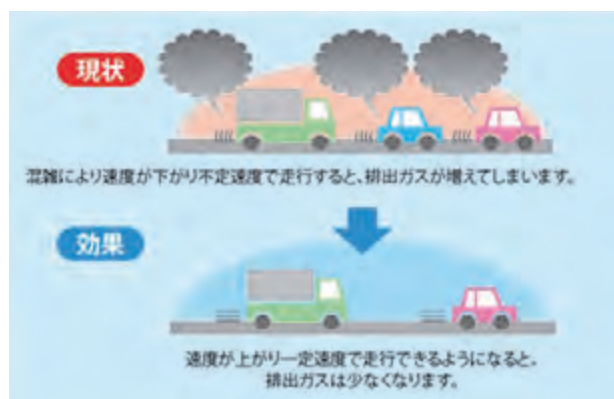 現状
混雑により速度が下がり不定速度で走行すると、排出ガスが増えてしまいます。
効果
速度が上がり一定速度で走行できるようになると、
排出ガスは少なくなります。